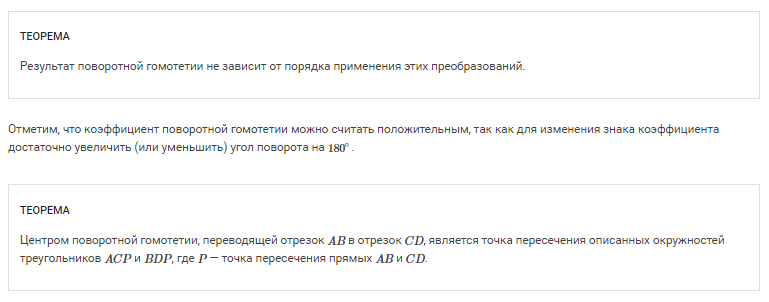 ТЕОРЕМА
Результат поворотной гомотетии не зависит от порядка применения этих преобразований.
Отметим, что коэффициент поворотной гомотетии можно считать положительным, так как для изменения знака коэффициента
достаточно увеличить (или уменьшить) угол поворота на 180°.
ТЕОРЕМА
Центром поворотной гомотетии, переводящей отрезок AB в отрезок CD, является точка пересечения описанных окружностей
треугольников ACP и BDP, где P — точка пересечения прямых AB и CD.